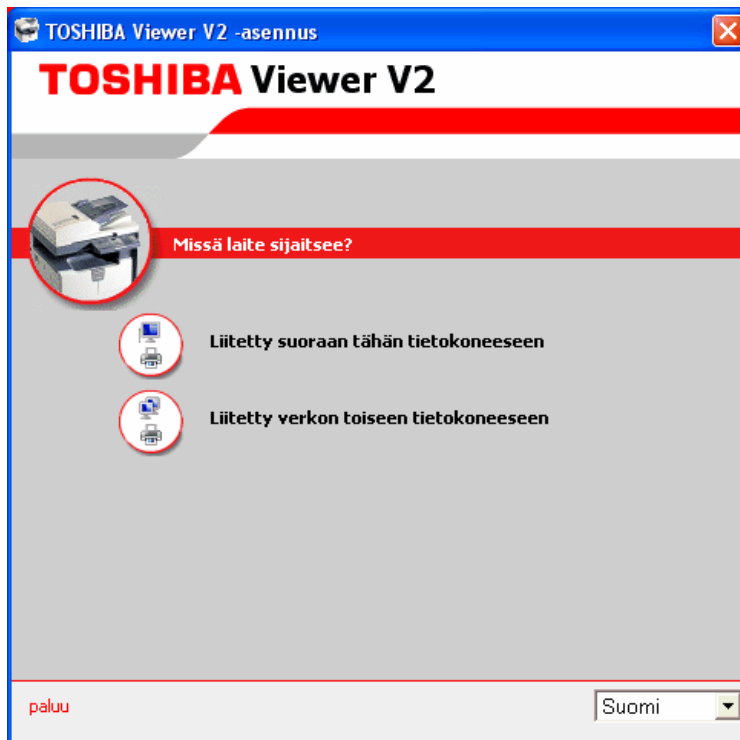 TOSHIBA Viewer V2 -asennus
TOSHIBA Viewer V2
Missä laite sijaitsee?
Liitetty suoraan tähän tietokoneeseen
Liitetty verkon toiseen tietokoneeseen
paluu
Suomi